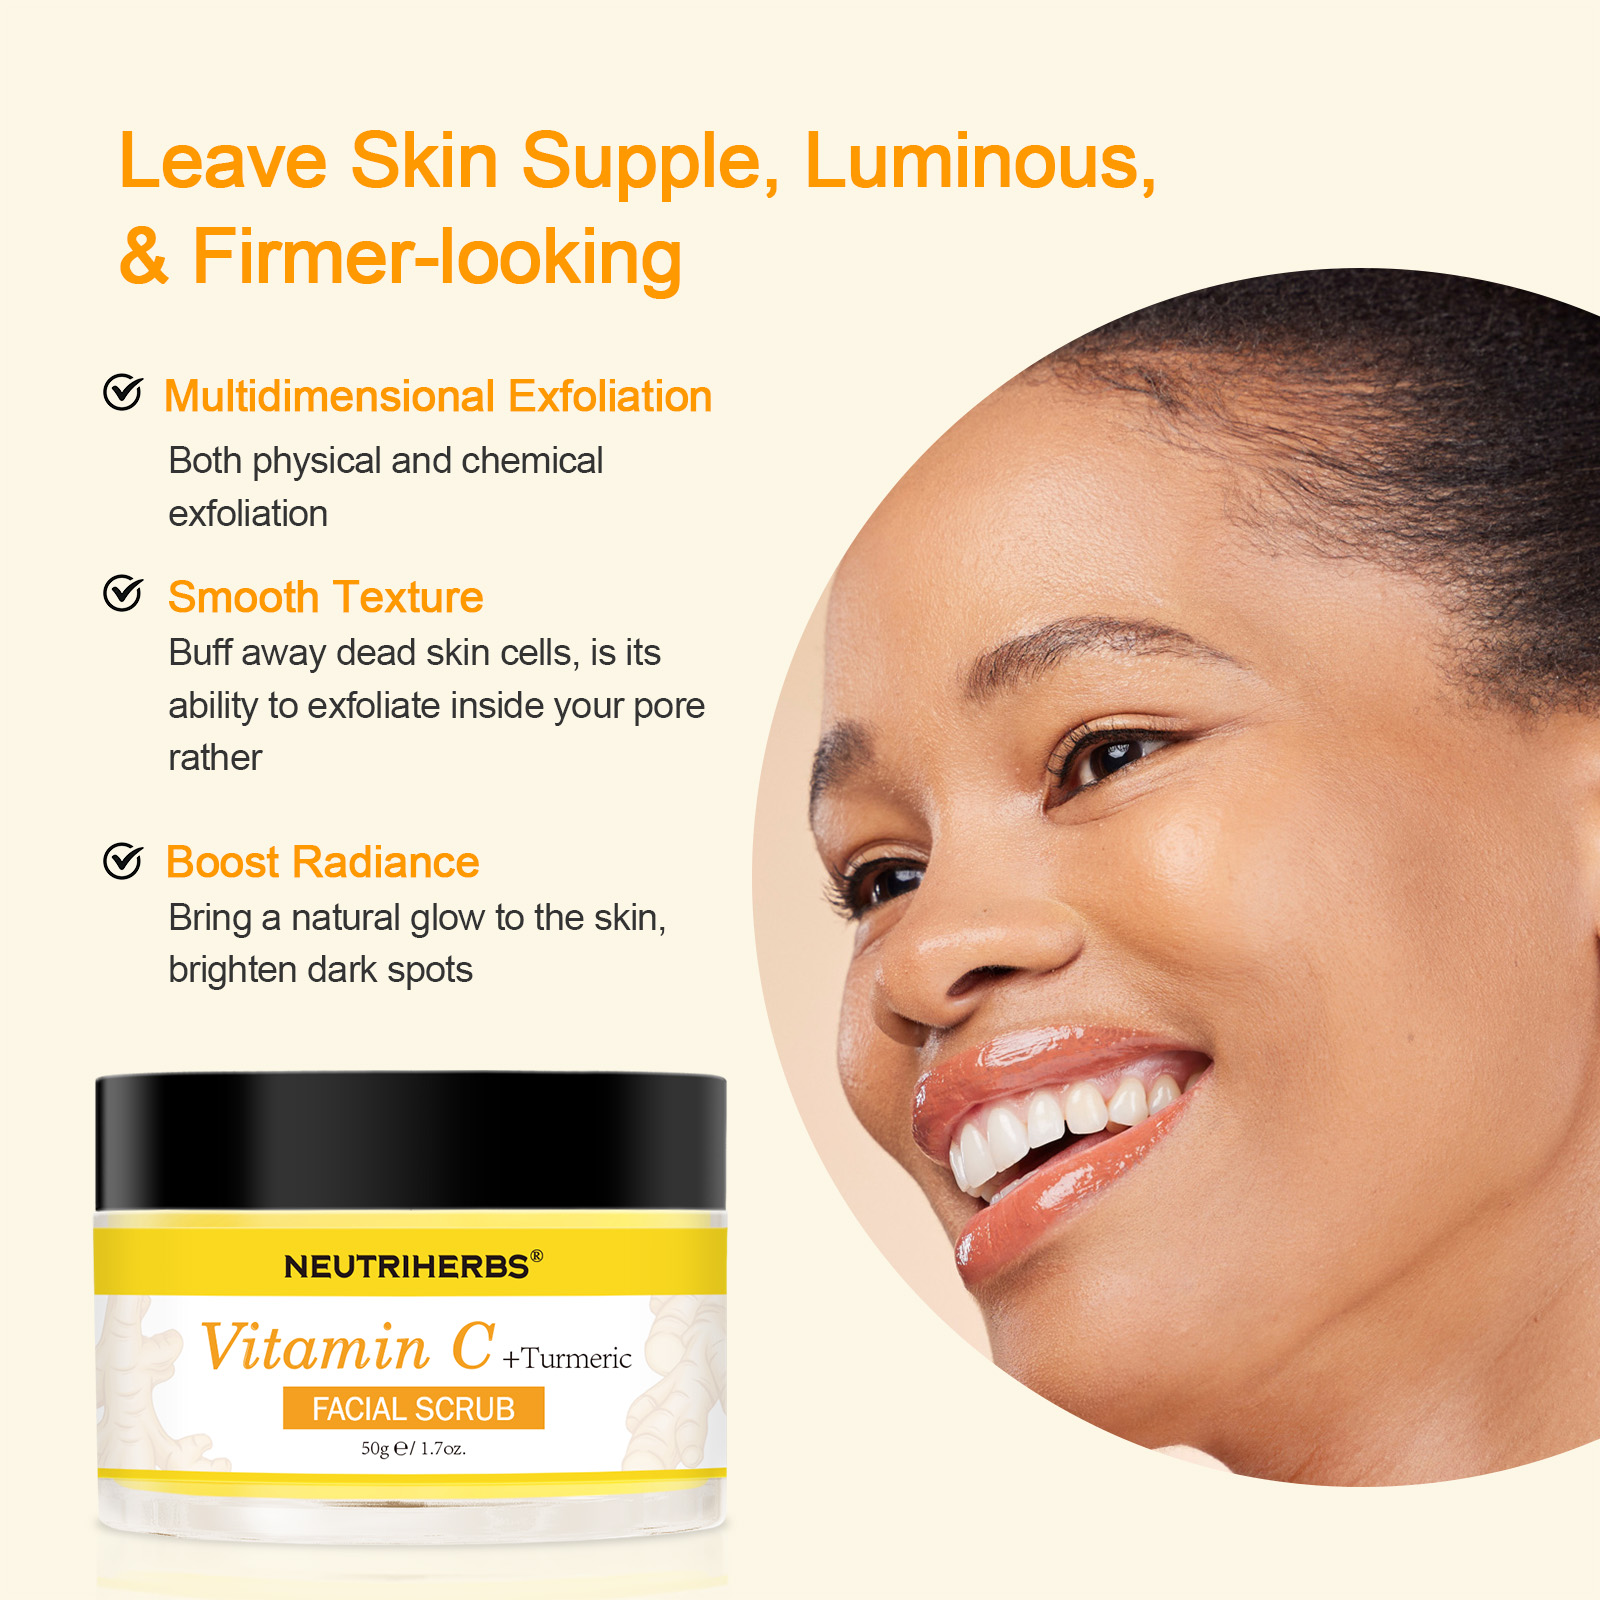 Leave Skin Supple, Luminous,
& Firmer-looking
Multidimensional Exfoliation
Both physical and chemical
exfoliation
Smooth Texture
Buff away dead skin cells, is its
ability to exfoliate inside your pore
rather
Boost Radiance
Bring a natural glow to the skin,
brighten dark spots
NEUTRIHERBS®
Vitamin C +Turmeric
FACIAL SCRUB
50g ℮/ 1.7oz.